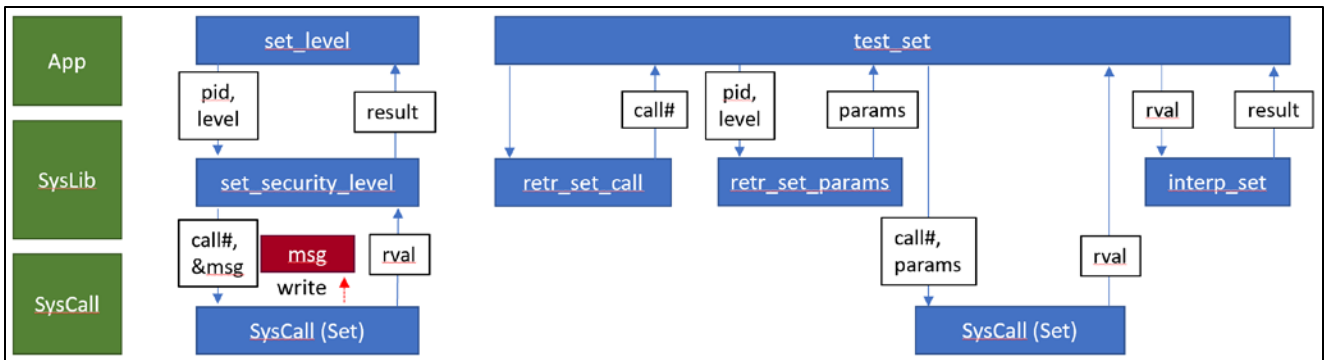 App
set_level
test_set
pid,
level
result
call#
pid,
level
params
rval
result
SysLib
set_security_level
retr_set_call
retr_set_params
interp_set
call#,
&msg
msg
write
rval
call#,
params
rval
SysCall
SysCall (Set)
SysCall (Set)